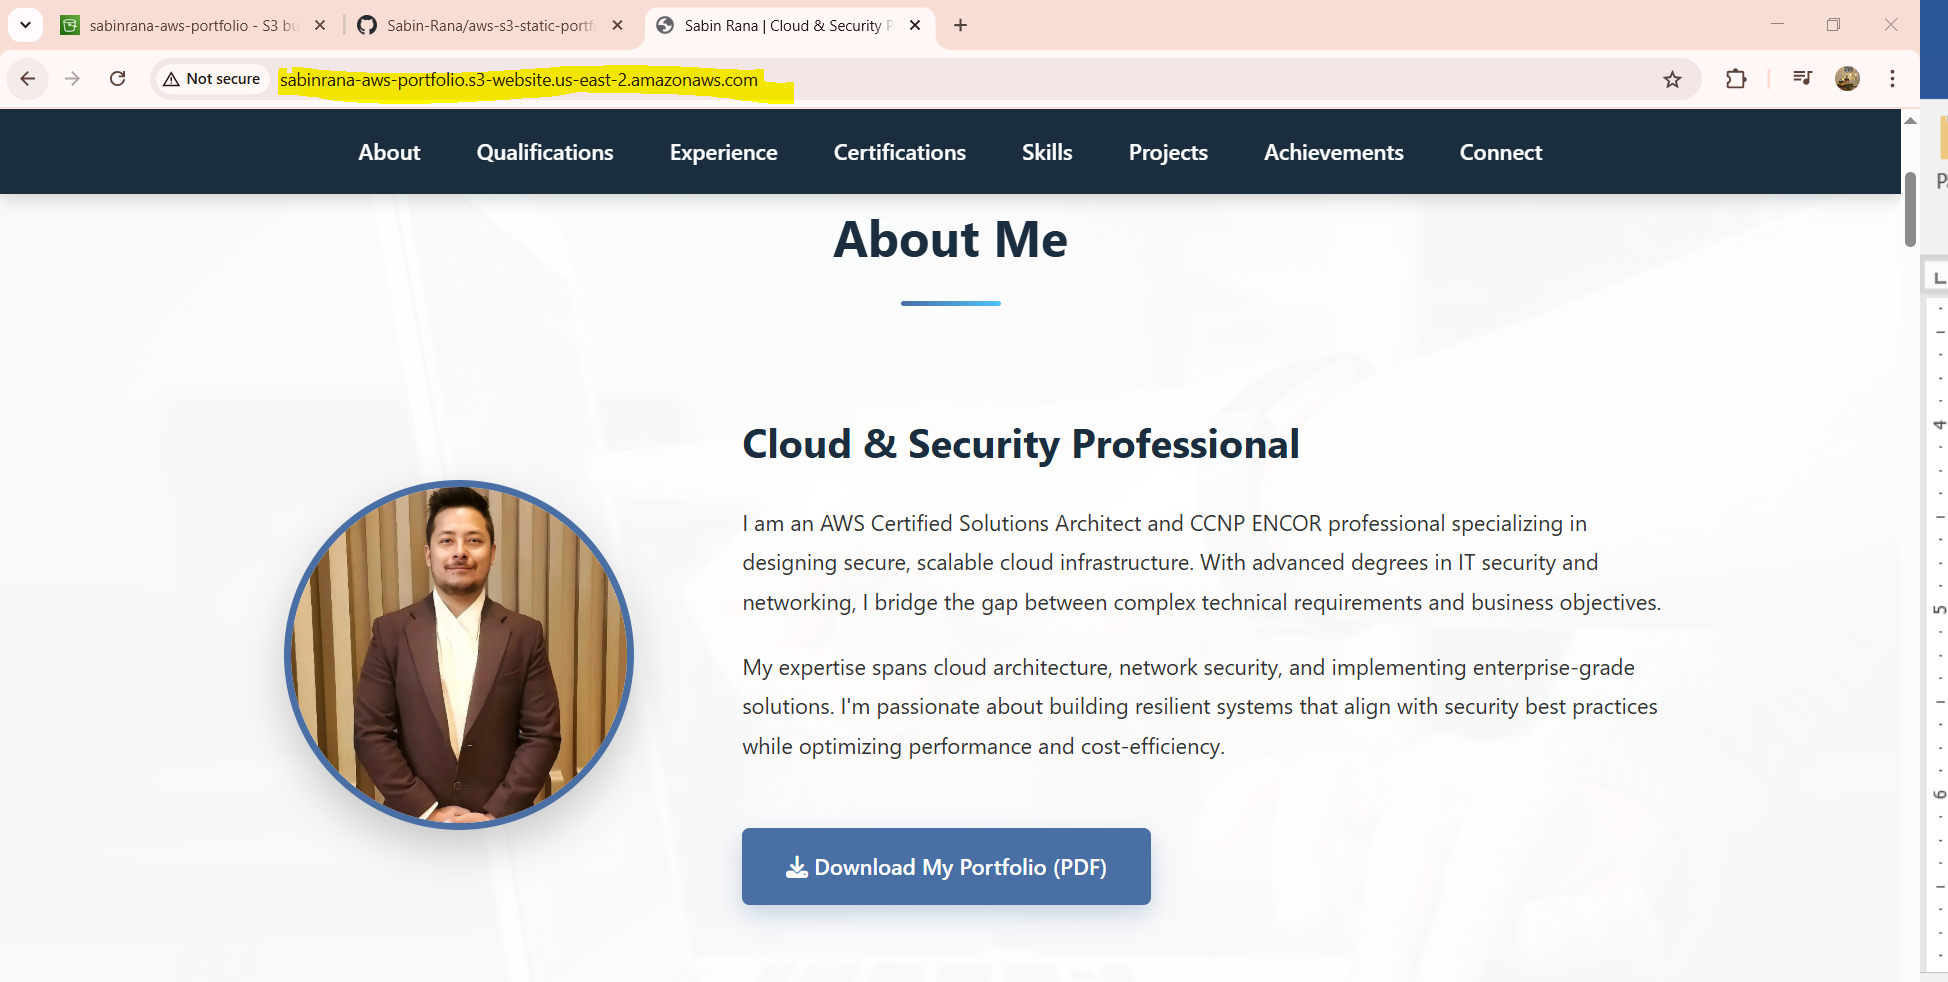 sabinrana-aws-portfolio - S3 bu
Sabin-Rana/aws-s3-static-portf
Sabin Rana | Cloud & Security P
Not secure
sabinrana-aws-portfolio.s3-website.us-east-2.amazonaws.com
About Qualifications Experience Certifications Skills Projects Achievements Connect
About Me
Cloud & Security Professional
I am an AWS Certified Solutions Architect and CCNP ENCOR professional specializing in
designing secure, scalable cloud infrastructure. With advanced degrees in IT security and
networking, I bridge the gap between complex technical requirements and business objectives.
My expertise spans cloud architecture, network security, and implementing enterprise-grade
solutions. I'm passionate about building resilient systems that align with security best practices
while optimizing performance and cost-efficiency.
Download My Portfolio (PDF)
4
5
6